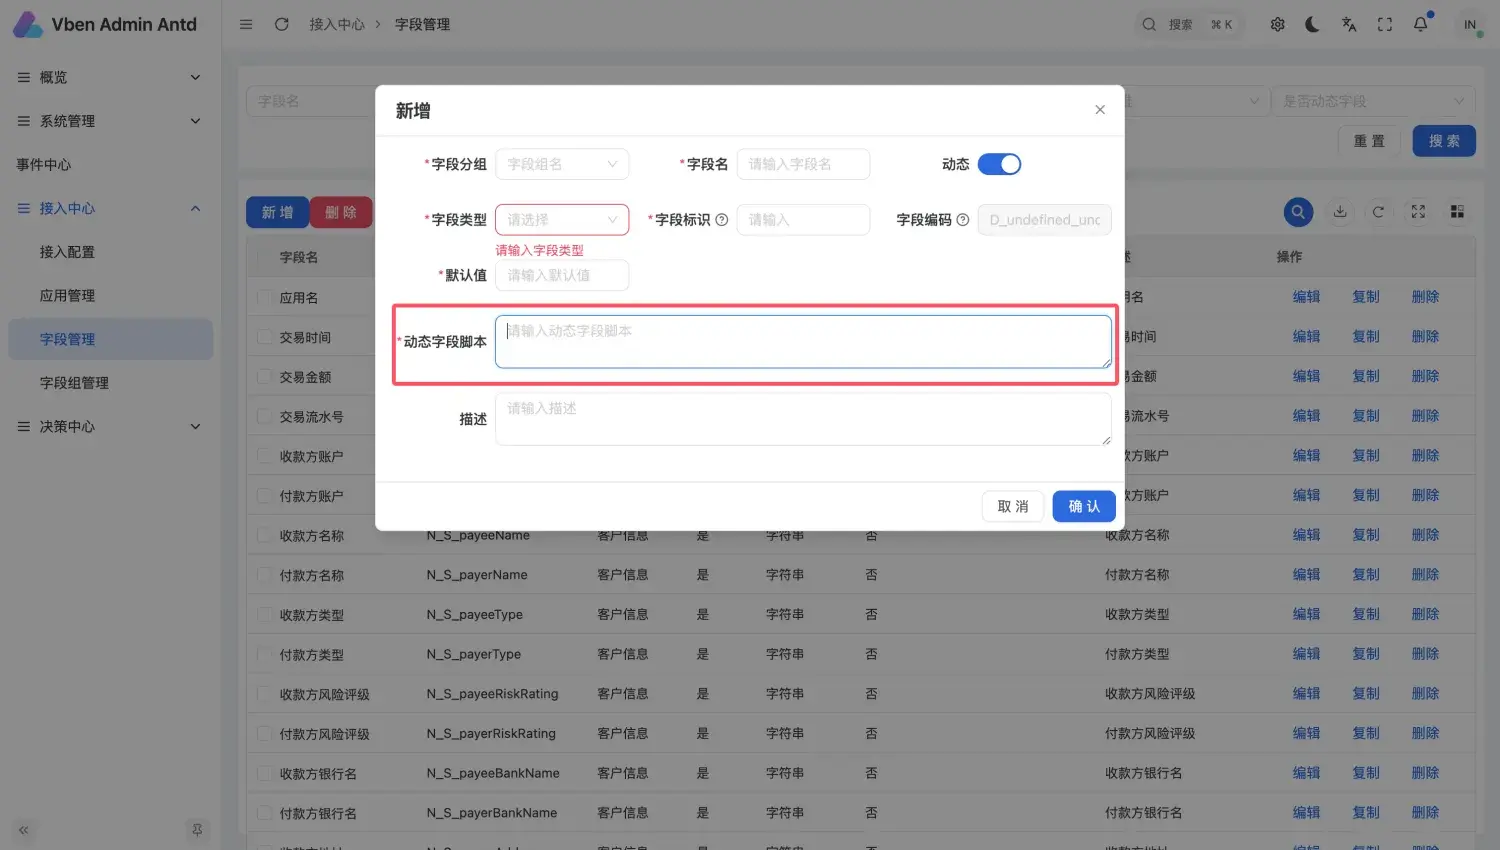 Vben Admin Antd
接入中心 > 字段管理
搜索 ⌘ K
IN
概览
系统管理
事件中心
接入中心
接入配置
应用管理
字段管理
字段组管理
决策中心
字段名
是否动态字段
重 置
搜 索
新 增
删 除
新增
*字段分组 字段组名
*字段名 请输入字段名
动态
*字段类型 请选择
请输入字段类型
*字段标识 请输入
字段编码 D_undefined_unc
*默认值 请输入默认值
*动态字段脚本 请输入动态字段脚本
描述 请输入描述
取 消
确 认
字段名 操作
应用名 编辑 复制 删除
交易时间 编辑 复制 删除
交易金额 编辑 复制 删除
交易流水号 编辑 复制 删除
收款方账户 编辑 复制 删除
付款方账户 编辑 复制 删除
收款方名称 N_S_payeeName 客户信息 是 字符串 否 收款方名称 编辑 复制 删除
付款方名称 N_S_payerName 客户信息 是 字符串 否 付款方名称 编辑 复制 删除
收款方类型 N_S_payeeType 客户信息 是 字符串 否 收款方类型 编辑 复制 删除
付款方类型 N_S_payerType 客户信息 是 字符串 否 付款方类型 编辑 复制 删除
收款方风险评级 N_S_payeeRiskRating 客户信息 是 字符串 否 收款方风险评级 编辑 复制 删除
付款方风险评级 N_S_payerRiskRating 客户信息 是 字符串 否 付款方风险评级 编辑 复制 删除
收款方银行名 N_S_payeeBankName 客户信息 是 字符串 否 收款方银行名 编辑 复制 删除
付款方银行名 N_S_payerBankName 客户信息 是 字符串 否 付款方银行名 编辑 复制 删除